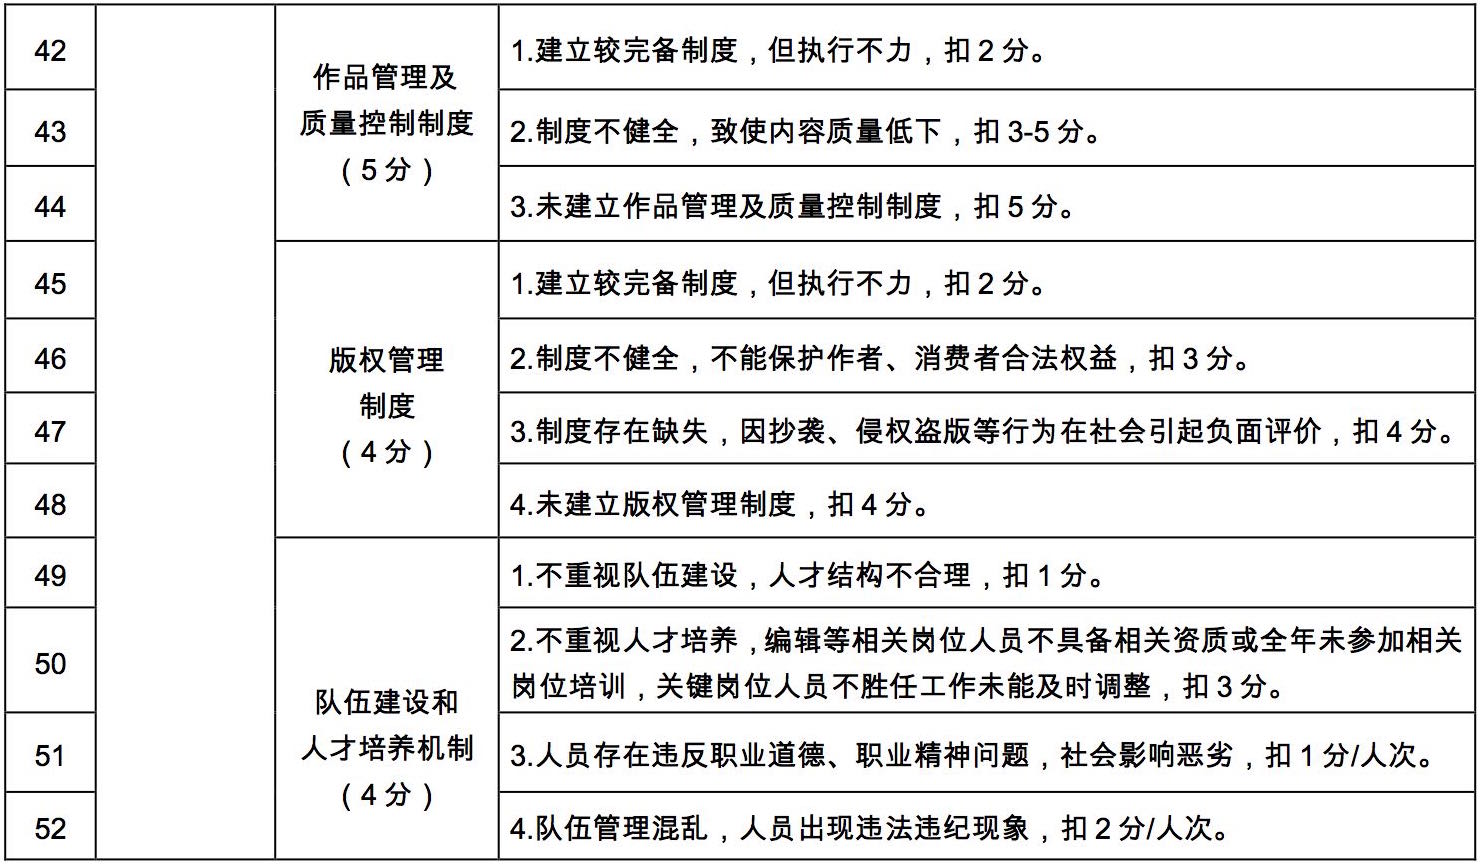 42
作品管理及
质量控制制度
（5 分）
1.建立较完备制度，但执行不力，扣 2 分。
43
2.制度不健全，致使内容质量低下，扣 3-5 分。
44
3.未建立作品管理及质量控制制度，扣 5 分。
45
版权管理
制度
（4 分）
1.建立较完备制度，但执行不力，扣 2 分。
46
2.制度不健全，不能保护作者、消费者合法权益，扣 3 分。
47
3.制度存在缺失，因抄袭、侵权盗版等行为在社会引起负面评价，扣 4 分。
48
4.未建立版权管理制度，扣 4 分。
49
队伍建设和
人才培养机制
（4 分）
1.不重视队伍建设，人才结构不合理，扣 1 分。
50
2.不重视人才培养，编辑等相关岗位人员不具备相关资质或全年未参加相关
岗位培训，关键岗位人员不胜任工作未能及时调整，扣 3 分。
51
3.人员存在违反职业道德、职业精神问题，社会影响恶劣，扣 1 分/人次。
52
4.队伍管理混乱，人员出现违法违纪现象，扣 2 分/人次。